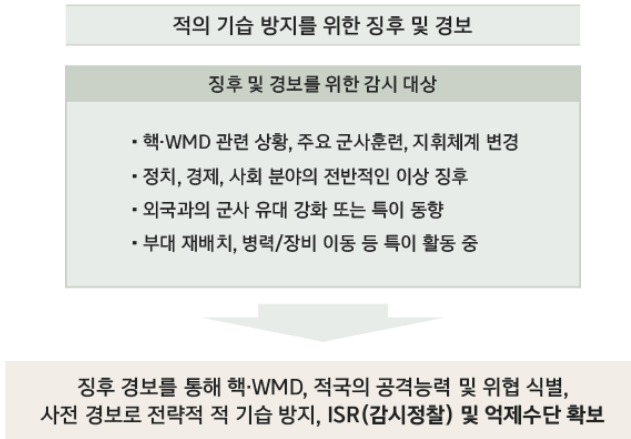 적의 기습 방지를 위한 징후 및 경보
징후 및 경보를 위한 감시 대상
▪ 핵·WMD 관련 상황, 주요 군사훈련, 지휘체계 변경
▪ 정치, 경제, 사회 분야의 전반적인 이상 징후
▪ 외국과의 군사 유대 강화 또는 특이 동향
▪ 부대 재배치, 병력/장비 이동 등 특이 활동 중
징후 경보를 통해 핵·WMD, 적국의 공격능력 및 위협 식별,
사전 경보로 전략적 적 기습 방지, ISR(감시정찰) 및 억제수단 확보